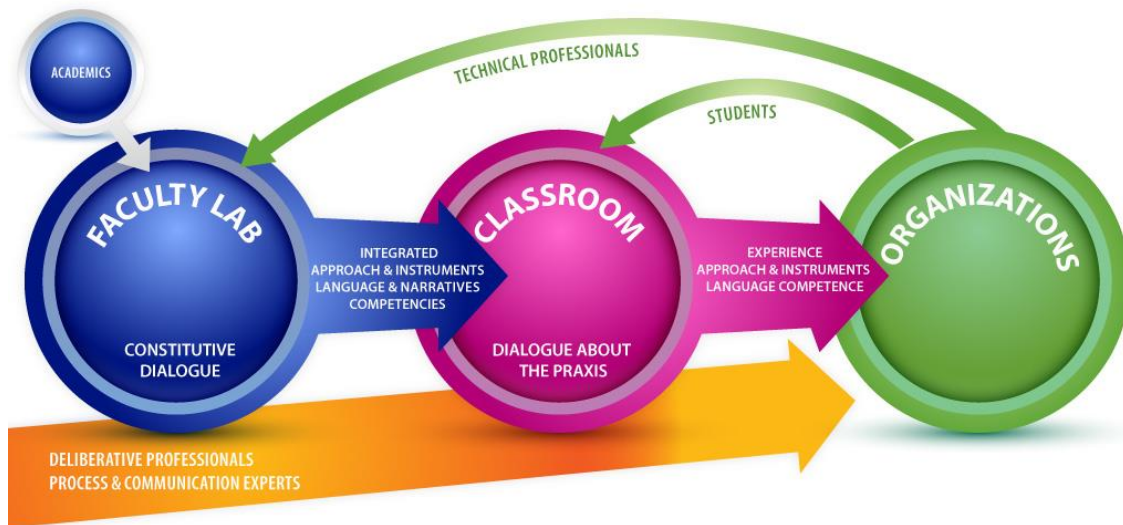 ACADEMICS
TECHNICAL PROFESSIONALS
STUDENTS
FACULTY LAB
CONSTITUTIVE
DIALOGUE
INTEGRATED
APPROACH & INSTRUMENTS
LANGUAGE & NARRATIVES
COMPETENCIES
CLASSROOM
DIALOGUE ABOUT
THE PRAXIS
EXPERIENCE
APPROACH & INSTRUMENTS
LANGUAGE COMPETENCE
ORGANIZATIONS
DELIBERATIVE PROFESSIONALS
PROCESS & COMMUNICATION EXPERTS